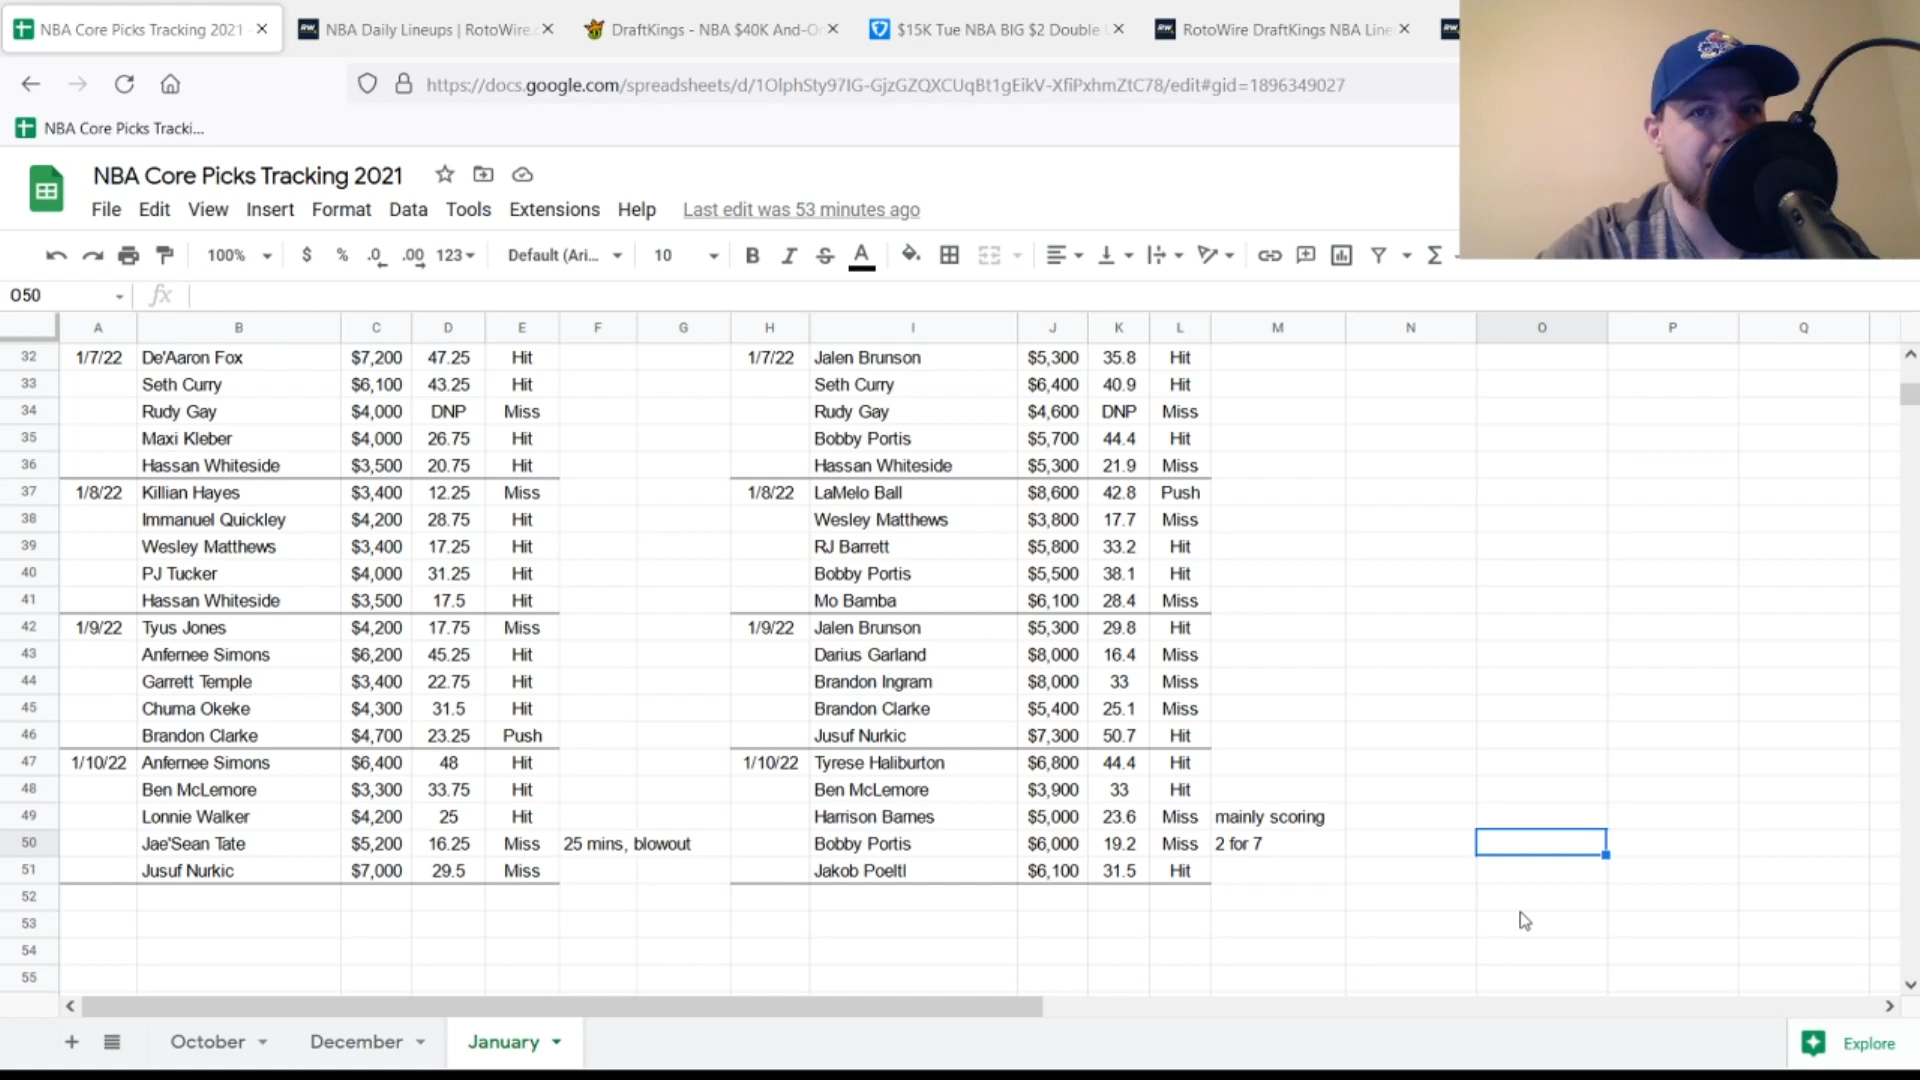 NBA Core Picks Tracking 2021
NBA Daily Lineups | RotoWire.c
DraftKings - NBA $40K And-O
$15K Tue NBA BIG $2 Double
RotoWire DraftKings NBA Line
https://docs.google.com/spreadsheets/d/1OlphSty97IG-GjzGZQXCUqBt1gEikV-XfiPxhmZtC78/edit#gid=1896349027
NBA Core Picks Tracki...
NBA Core Picks Tracking 2021
File Edit View Insert Format Data Tools Extensions Help Last edit was 53 minutes ago
100% $ % .0 .00 123 Default (Ari... 10 B I S A Σ
O50 fx
A B C D E F G H I J K L M N O P Q
32 1/7/22 De'Aaron Fox $7,200 47.25 Hit 1/7/22 Jalen Brunson $5,300 35.8 Hit
33 Seth Curry $6,100 43.25 Hit Seth Curry $6,400 40.9 Hit
34 Rudy Gay $4,000 DNP Miss Rudy Gay $4,600 DNP Miss
35 Maxi Kleber $4,000 26.75 Hit Bobby Portis $5,700 44.4 Hit
36 Hassan Whiteside $3,500 20.75 Hit Hassan Whiteside $5,300 21.9 Miss
37 1/8/22 Killian Hayes $3,400 12.25 Miss 1/8/22 LaMelo Ball $8,600 42.8 Push
38 Immanuel Quickley $4,200 28.75 Hit Wesley Matthews $3,800 17.7 Miss
39 Wesley Matthews $3,400 17.25 Hit RJ Barrett $5,800 33.2 Hit
40 PJ Tucker $4,000 31.25 Hit Bobby Portis $5,500 38.1 Hit
41 Hassan Whiteside $3,500 17.5 Hit Mo Bamba $6,100 28.4 Miss
42 1/9/22 Tyus Jones $4,200 17.75 Miss 1/9/22 Jalen Brunson $5,300 29.8 Hit
43 Anfernee Simons $6,200 45.25 Hit Darius Garland $8,000 16.4 Miss
44 Garrett Temple $3,400 22.75 Hit Brandon Ingram $8,000 33 Miss
45 Chuma Okeke $4,300 31.5 Hit Brandon Clarke $5,400 25.1 Miss
46 Brandon Clarke $4,700 23.25 Push Jusuf Nurkic $7,300 50.7 Hit
47 1/10/22 Anfernee Simons $6,400 48 Hit 1/10/22 Tyrese Haliburton $6,800 44.4 Hit
48 Ben McLemore $3,300 33.75 Hit Ben McLemore $3,900 33 Hit
49 Lonnie Walker $4,200 25 Hit Harrison Barnes $5,000 23.6 Miss mainly scoring
50 Jae'Sean Tate $5,200 16.25 Miss 25 mins, blowout Bobby Portis $6,000 19.2 Miss 2 for 7
51 Jusuf Nurkic $7,000 29.5 Miss Jakob Poeltl $6,100 31.5 Hit
52
53
54
55
October December January Explore